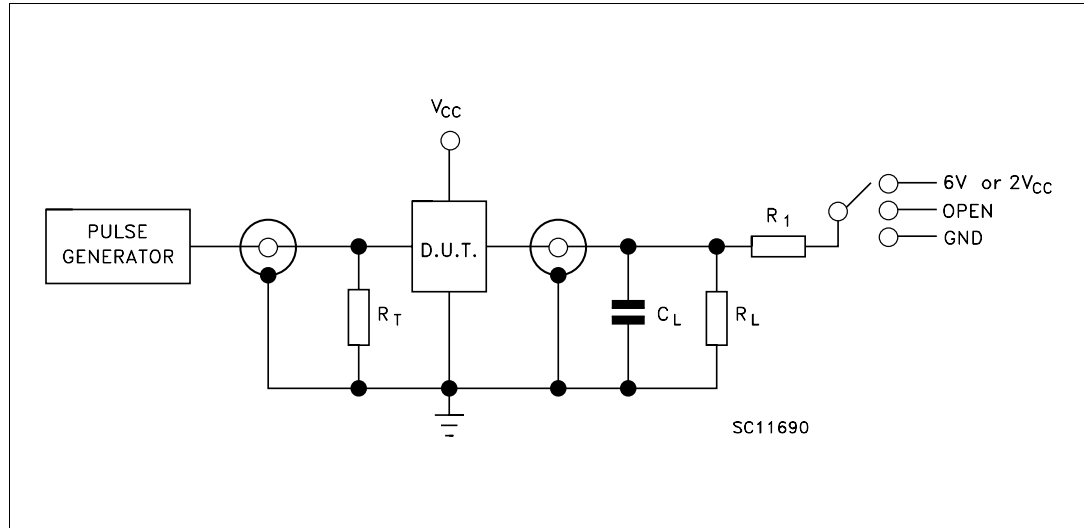 VCC
PULSE
GENERATOR
D.U.T.
RT
CL
RL
R1
6V or 2VCC
OPEN
GND
SC11690